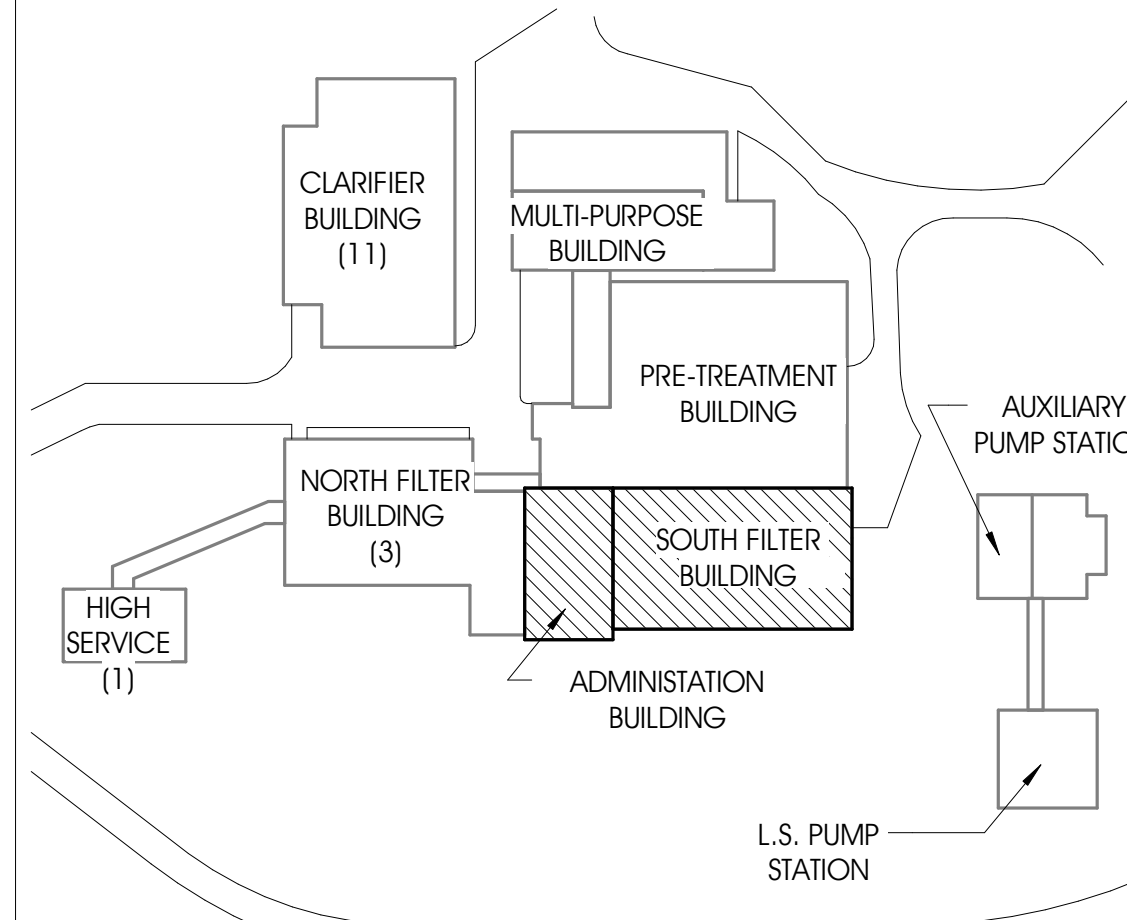 CLARIFIER
BUILDING
(11)
MULTI-PURPOSE
BUILDING
PRE-TREATMENT
BUILDING
AUXILIARY
PUMP STATIO
NORTH FILTER
BUILDING
(3)
SOUTH FILTER
BUILDING
HIGH
SERVICE
(1)
ADMINISTATION
BUILDING
L.S. PUMP
STATION